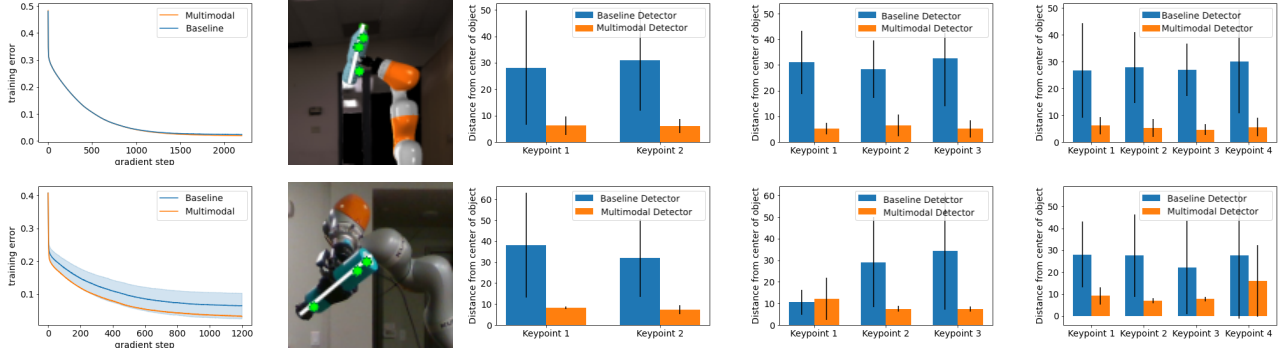 training error
0.5
0.4
0.3
0.2
0.1
0.0
0 500 1000 1500 2000
gradient step
Multimodal
Baseline
Distance from center of object
50
40
30
20
10
0
Baseline Detector
Multimodal Detector
Keypoint 1 Keypoint 2
Distance from center of object
50
40
30
20
10
0
Baseline Detector
Multimodal Detector
Keypoint 1 Keypoint 2 Keypoint 3
Distance from center of object
50
40
30
20
10
0
Baseline Detector
Multimodal Detector
Keypoint 1 Keypoint 2 Keypoint 3 Keypoint 4
training error
0.4
0.3
0.2
0.1
0 200 400 600 800 1000 1200
gradient step
Baseline
Multimodal
Distance from center of object
60
50
40
30
20
10
0
Baseline Detector
Multimodal Detector
Keypoint 1 Keypoint 2
Distance from center of object
60
50
40
30
20
10
0
Baseline Detector
Multimodal Detector
Keypoint 1 Keypoint 2 Keypoint 3
Distance from center of object
50
40
30
20
10
0
Baseline Detector
Multimodal Detector
Keypoint 1 Keypoint 2 Keypoint 3 Keypoint 4